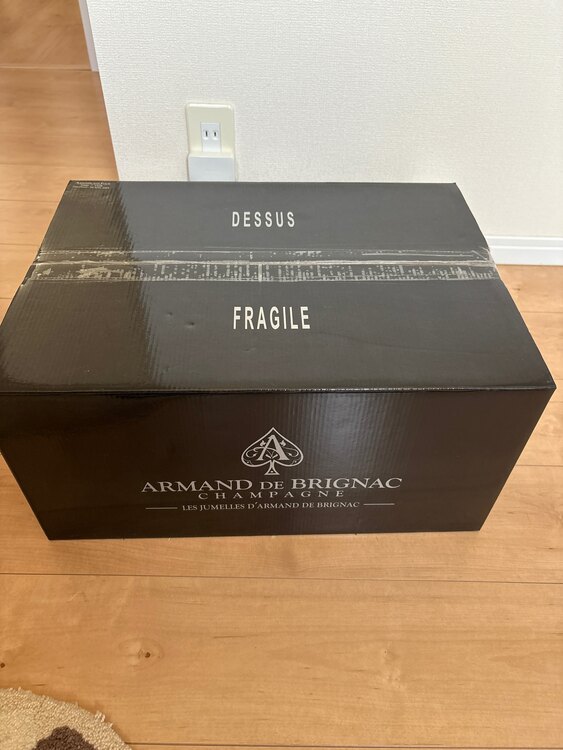 DESSUS
FRAGILE
A
ARMAND DE BRIGNAC
CHAMPAGNE
LES JUMELLES D'ARMAND DE BRIGNAC